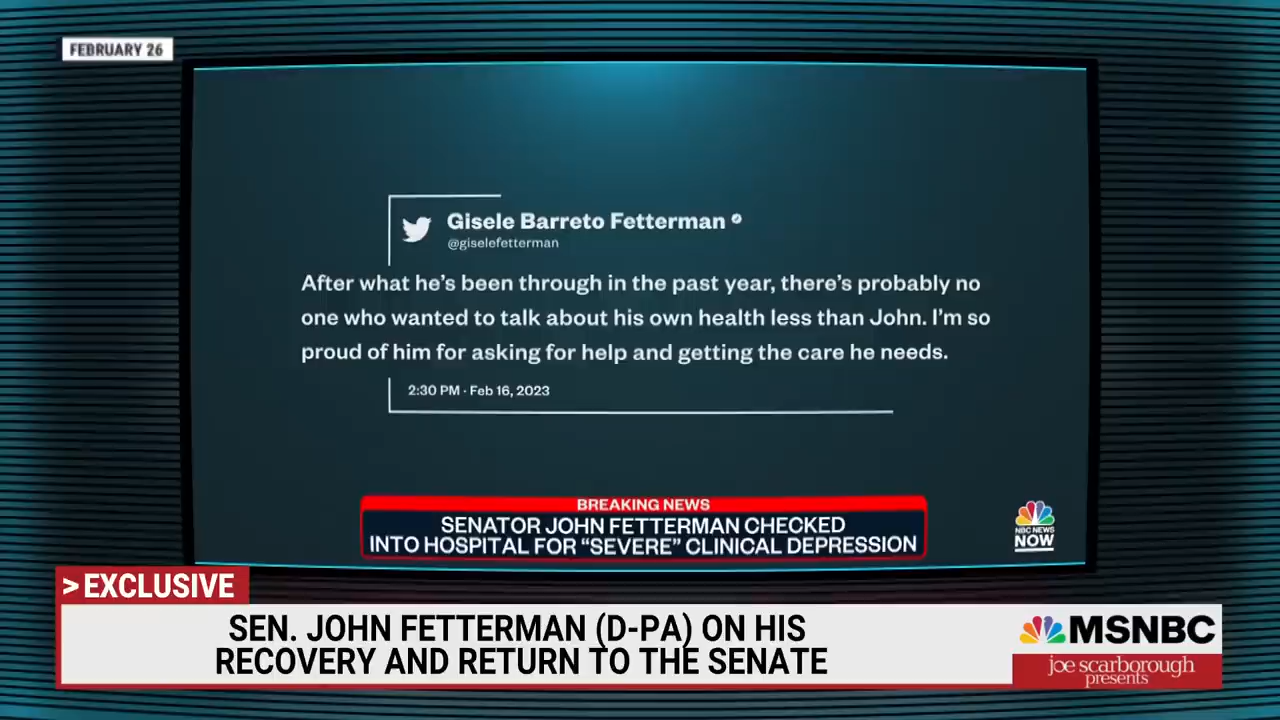 FEBRUARY 26
Gisele Barreto Fetterman
@giselefetterman
After what he's been through in the past year, there's probably no
one who wanted to talk about his own health less than John. I'm so
proud of him for asking for help and getting the care he needs.
2:30 PM · Feb 16, 2023
BREAKING NEWS
SENATOR JOHN FETTERMAN CHECKED
INTO HOSPITAL FOR “SEVERE” CLINICAL DEPRESSION
NBC NEWS
NOW
> EXCLUSIVE
SEN. JOHN FETTERMAN (D-PA) ON HIS
RECOVERY AND RETURN TO THE SENATE
MSNBC
joe scarborough
presents